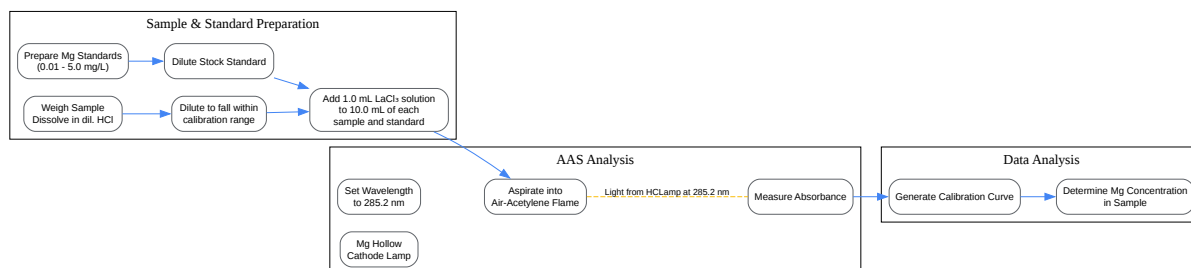 Sample & Standard Preparation
Prepare Mg Standards
(0.01 - 5.0 mg/L)
Dilute Stock Standard
Weigh Sample
Dissolve in dil. HCl
Dilute to fall within
calibration range
Add 1.0 mL LaCl₃ solution
to 10.0 mL of each
sample and standard
AAS Analysis
Set Wavelength
to 285.2 nm
Aspirate into
Air-Acetylene Flame
Light from HCLamp at 285.2 nm
Measure Absorbance
Mg Hollow
Cathode Lamp
Data Analysis
Generate Calibration Curve
Determine Mg Concentration
in Sample